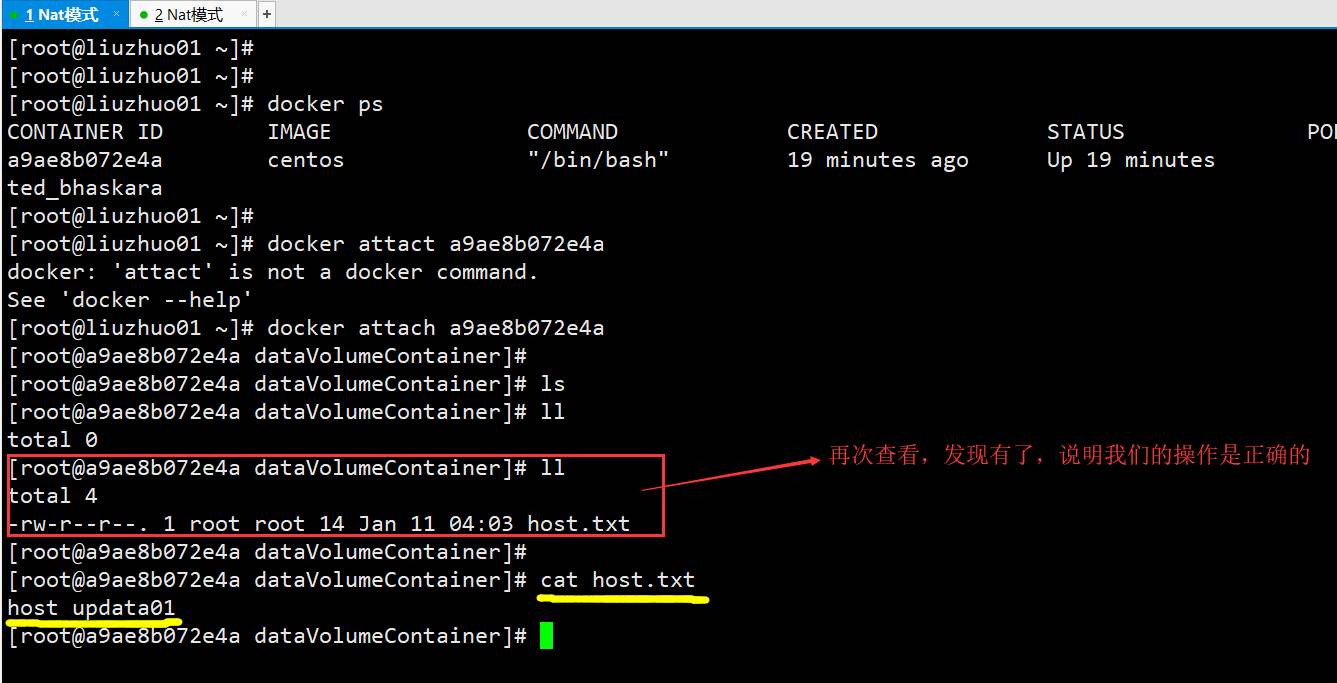 1 Nat模式 × 2 Nat模式 × +
[root@liuzhuo01 ~]#
[root@liuzhuo01 ~]#
[root@liuzhuo01 ~]# docker ps
CONTAINER ID IMAGE COMMAND CREATED STATUS
a9ae8b072e4a centos "/bin/bash" 19 minutes ago Up 19 minutes
ted_bhaskara
[root@liuzhuo01 ~]#
[root@liuzhuo01 ~]# docker attact a9ae8b072e4a
docker: 'attact' is not a docker command.
See 'docker --help'
[root@liuzhuo01 ~]# docker attach a9ae8b072e4a
[root@a9ae8b072e4a dataVolumeContainer]#
[root@a9ae8b072e4a dataVolumeContainer]# ls
[root@a9ae8b072e4a dataVolumeContainer]# ll
total 0
[root@a9ae8b072e4a dataVolumeContainer]# ll
再次查看，发现有了，说明我们的操作是正确的
total 4
-rw-r--r--. 1 root root 14 Jan 11 04:03 host.txt
[root@a9ae8b072e4a dataVolumeContainer]#
[root@a9ae8b072e4a dataVolumeContainer]# cat host.txt
host updata01
[root@a9ae8b072e4a dataVolumeContainer]#